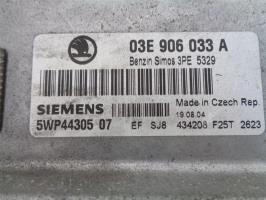 03E 906 033 A
Benzin Simos 3PE 5329
SIEMENS
Made in Czech Rep.
19.08.04
5WP44305 07 EF SJ8 434208 F25T 2623